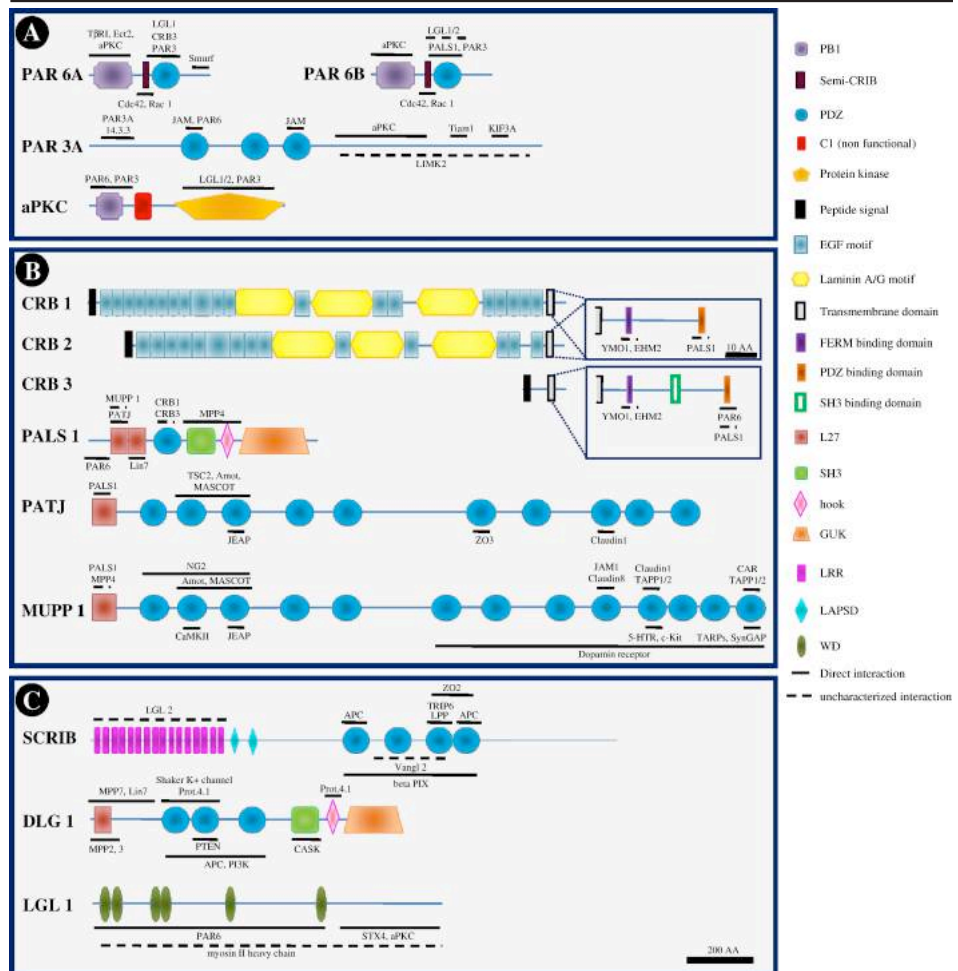 A
TβRI, Ect2,
aPKC
LGL1
CRB3
PAR3
Smurf
PAR 6A
Cdc42, Rac 1
aPKC
LGL1/2
PALS1, PAR3
PAR 6B
Cdc42, Rac 1
PAR3A
14.3.3
JAM, PAR6
JAM
aPKC
Tiam1
KIF3A
PAR 3A
LIMK2
PAR6, PAR3
LGL1/2, PAR3
aPKC
B
CRB 1
CRB 2
CRB 3
YMO1, EHM2
PALS1
10 AA
YMO1, EHM2
PAR6
PALS1
MUPP 1
PATJ
CRB1
CRB3
MPP4
PALS 1
PAR6
Lin7
PALS1
TSC2, Amot,
MASCOT
PATJ
JEAP
ZO3
Claudin1
PALS1
MPP4
NG2
Amot, MASCOT
JAM1
Claudin8
Claudin1
TAPP1/2
CAR
TAPP1/2
MUPP 1
CaMKII
JEAP
5-HTR, c-Kit
TARPs, SynGAP
Dopamin receptor
C
LGL 2
APC
ZO2
TRIP6
LPP
APC
SCRIB
Vangl 2
beta PIX
MPP7, Lin7
Shaker K+ channel
Prot.4.1
Prot.4.1
DLG 1
MPP2, 3
PTEN
CASK
APC, PI3K
LGL 1
PAR6
STX4, aPKC
myosin II heavy chain
200 AA
PB1
Semi-CRIB
PDZ
C1 (non functional)
Protein kinase
Peptide signal
EGF motif
Laminin A/G motif
Transmembrane domain
FERM binding domain
PDZ binding domain
SH3 binding domain
L27
SH3
hook
GUK
LRR
LAPSD
WD
Direct interaction
uncharacterized interaction